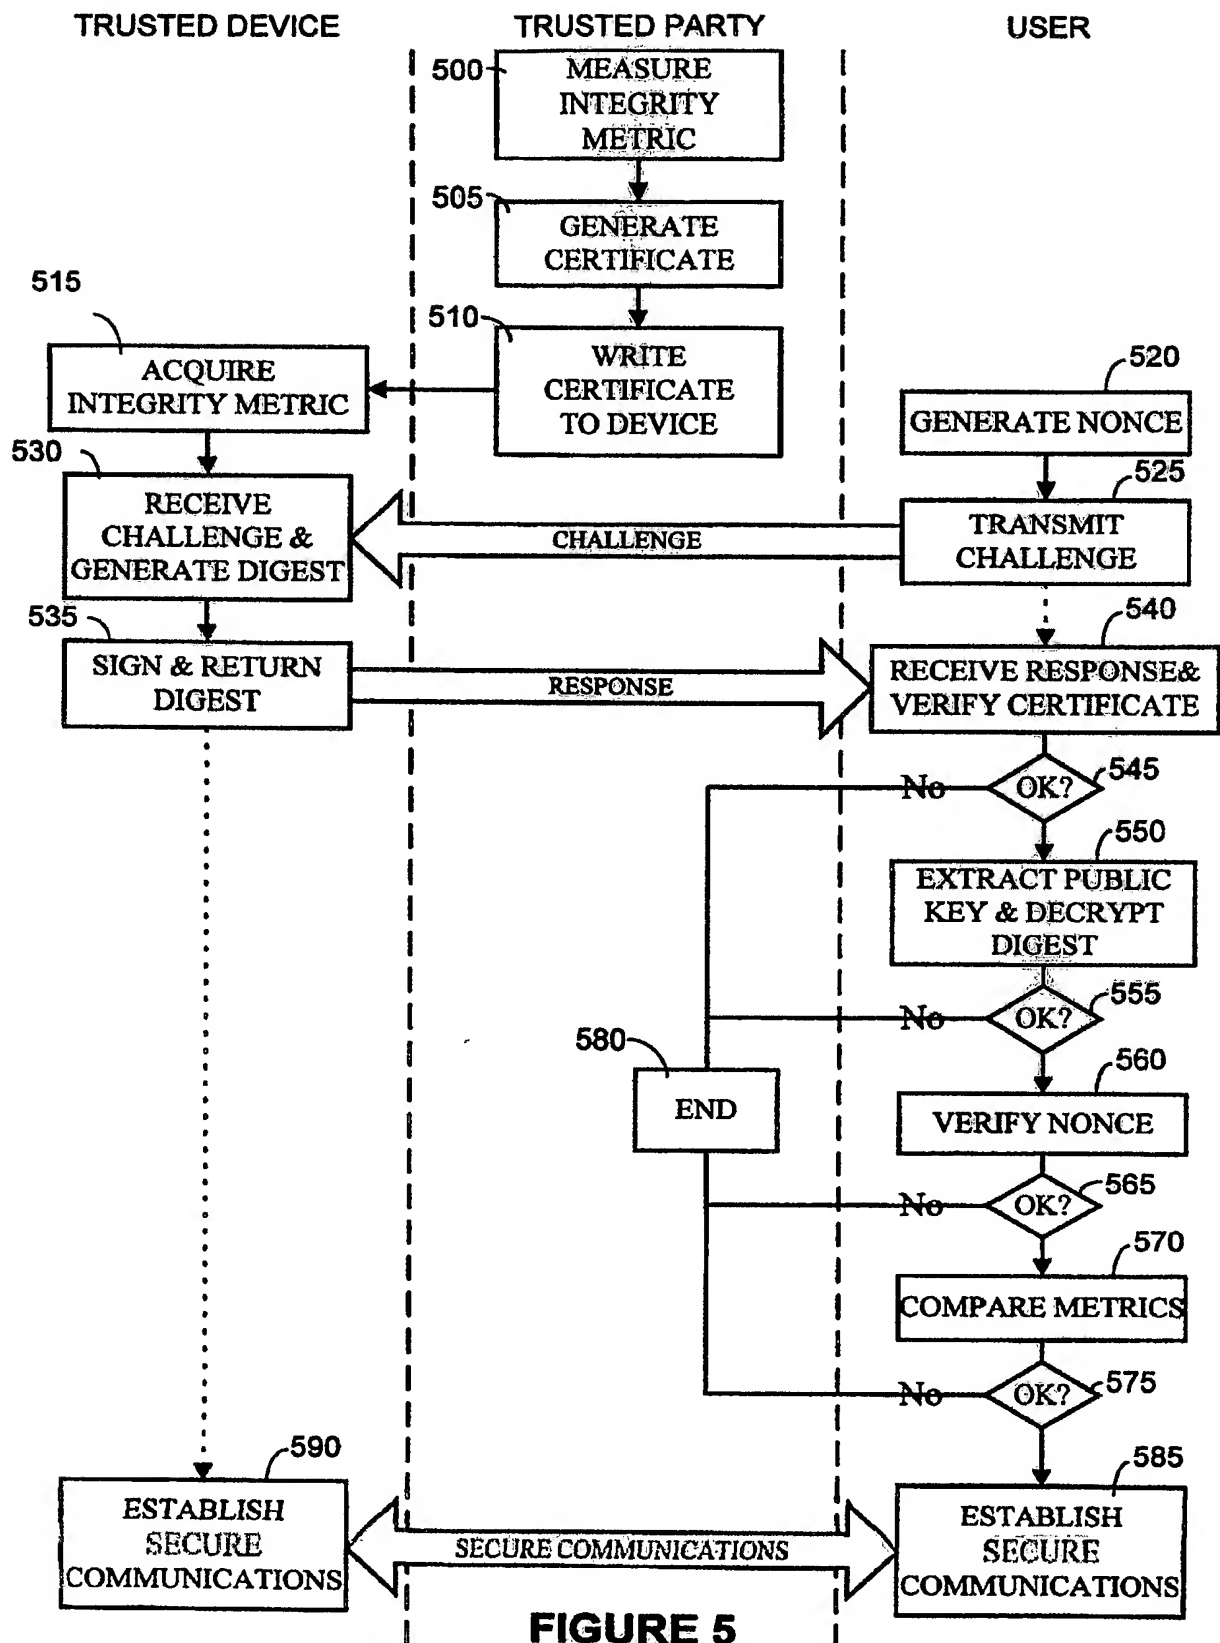 TRUSTED DEVICE
TRUSTED PARTY
USER
500
MEASURE
INTEGRITY
METRIC
505
GENERATE
CERTIFICATE
510
WRITE
CERTIFICATE
TO DEVICE
515
ACQUIRE
INTEGRITY METRIC
520
GENERATE NONCE
525
TRANSMIT
CHALLENGE
CHALLENGE
530
RECEIVE
CHALLENGE &
GENERATE DIGEST
535
SIGN & RETURN
DIGEST
RESPONSE
540
RECEIVE RESPONSE&
VERIFY CERTIFICATE
545
OK?
No
550
EXTRACT PUBLIC
KEY & DECRYPT
DIGEST
555
OK?
No
560
VERIFY NONCE
580
END
565
OK?
No
570
COMPARE METRICS
575
OK?
No
590
ESTABLISH
SECURE
COMMUNICATIONS
SECURE COMMUNICATIONS
585
ESTABLISH
SECURE
COMMUNICATIONS
FIGURE 5